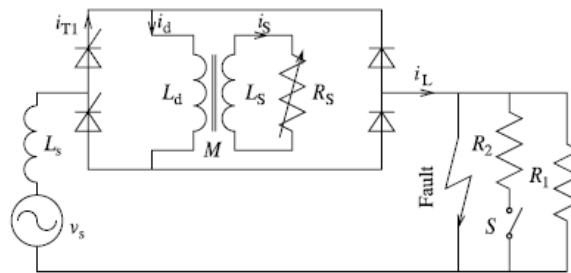 i_T1
i_d
i_S
L_d
L_S
R_S
i_L
M
L_s
v_s
Fault
R_2
R_1
S